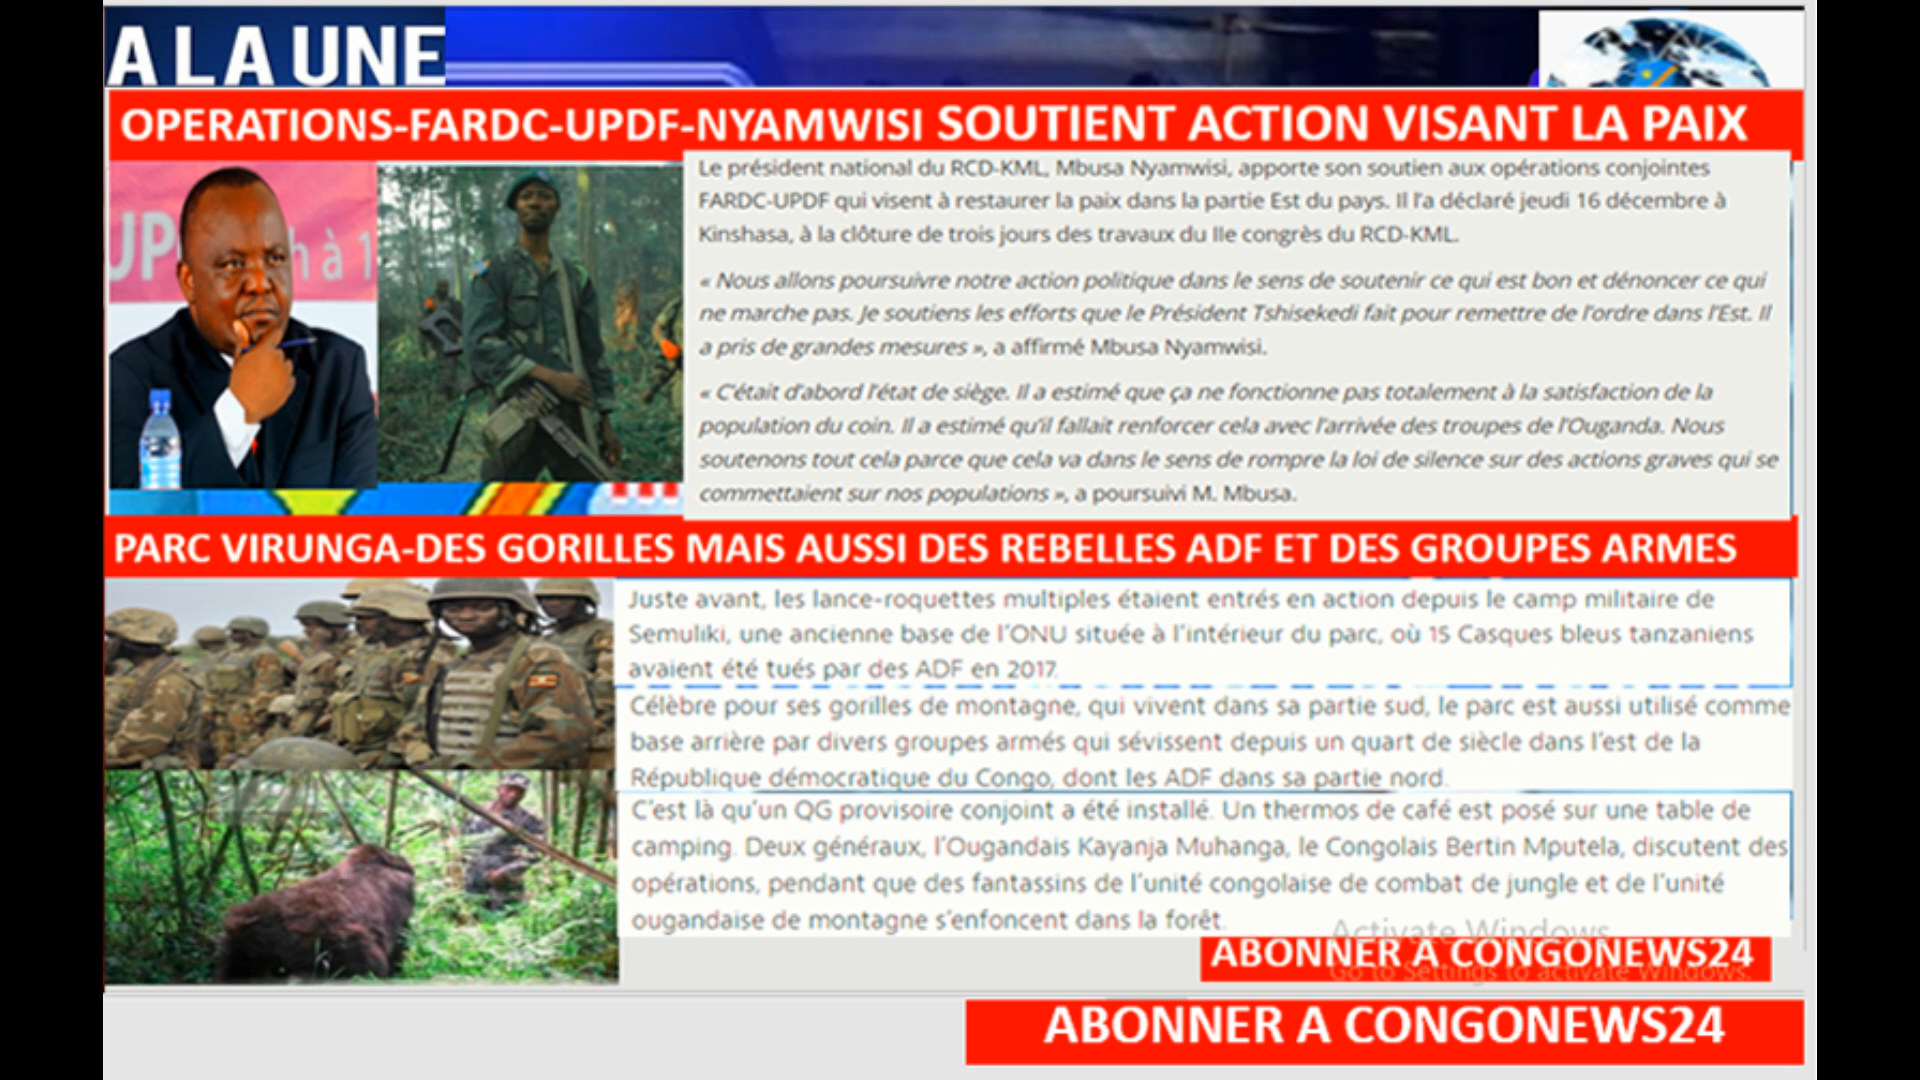 A LA UNE
OPERATIONS-FARDC-UPDF-NYAMWISI SOUTIENT ACTION VISANT LA PAIX
UP h à 1
Le président national du RCD-KML, Mbusa Nyamwisi, apporte son soutien aux opérations conjointes
FARDC-UPDF qui visent à restaurer la paix dans la partie Est du pays. Il l'a déclaré jeudi 16 décembre à
Kinshasa, à la clôture de trois jours des travaux du IIe congrès du RCD-KML.
« Nous allons poursuivre notre action politique dans le sens de soutenir ce qui est bon et dénoncer ce qui
ne marche pas. Je soutiens les efforts que le Président Tshisekedi fait pour remettre de l'ordre dans l'Est. Il
a pris de grandes mesures », a affirmé Mbusa Nyamwisi.
« C'était d'abord l'état de siège. Il a estimé que ça ne fonctionne pas totalement à la satisfaction de la
population du coin. Il a estimé qu'il fallait renforcer cela avec l'arrivée des troupes de l'Ouganda. Nous
soutenons tout cela parce que cela va dans le sens de rompre la loi de silence sur des actions graves qui se
commettaient sur nos populations », a poursuivi M. Mbusa.
PARC VIRUNGA-DES GORILLES MAIS AUSSI DES REBELLES ADF ET DES GROUPES ARMES
Juste avant, les lance-roquettes multiples étaient entrés en action depuis le camp militaire de
Semuliki, une ancienne base de l'ONU située à l'intérieur du parc, où 15 Casques bleus tanzaniens
avaient été tués par des ADF en 2017.
Célèbre pour ses gorilles de montagne, qui vivent dans sa partie sud, le parc est aussi utilisé comme
base arrière par divers groupes armés qui sévissent depuis un quart de siècle dans l'est de la
République démocratique du Congo, dont les ADF dans sa partie nord.
C'est là qu'un QG provisoire conjoint a été installé. Un thermos de café est posé sur une table de
camping. Deux généraux, l'Ougandais Kayanja Muhanga, le Congolais Bertin Mputela, discutent des
opérations, pendant que des fantassins de l'unité congolaise de combat de jungle et de l'unité
ougandaise de montagne s'enfoncent dans la forêt.
Activate Windows
ABONNER A CONGONEWS24
Go to Settings to activate Windows.
ABONNER A CONGONEWS24